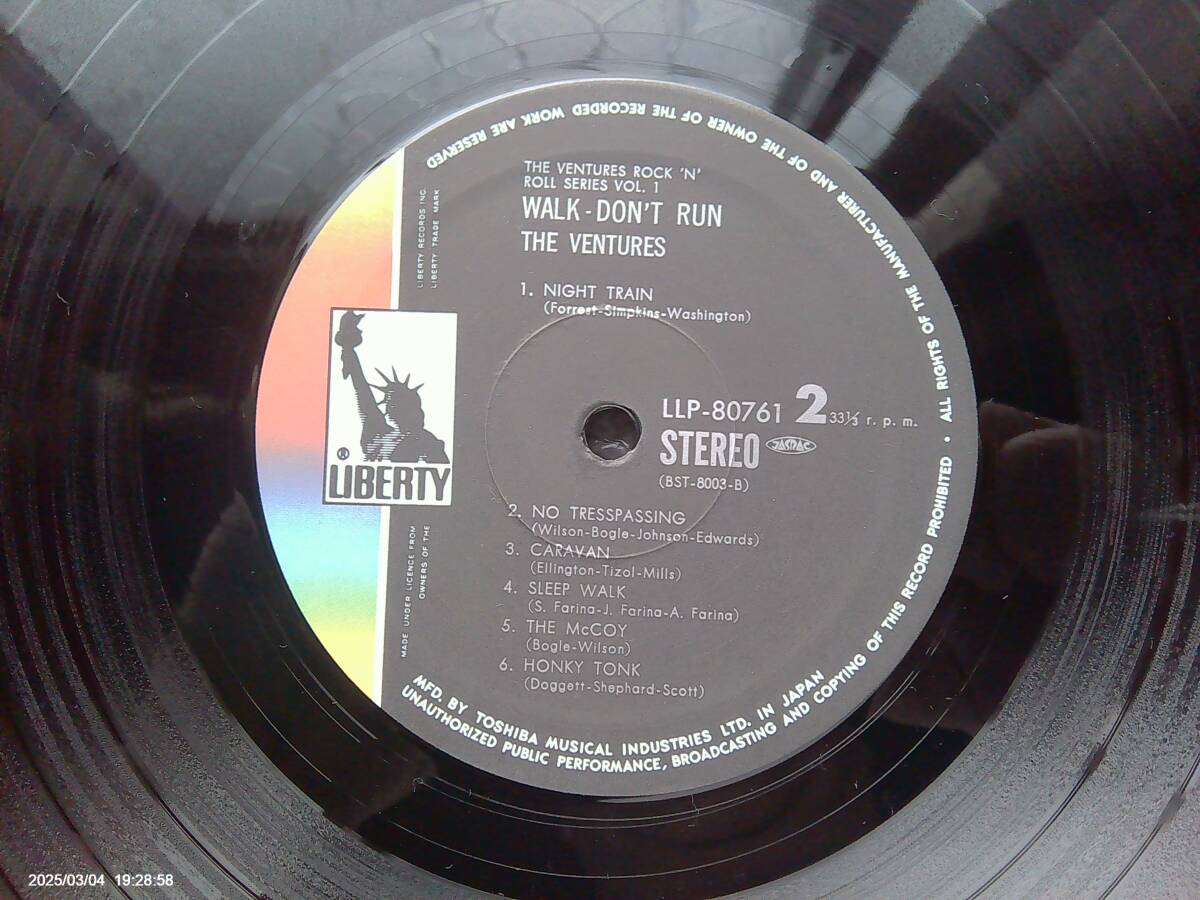 THE VENTURES ROCK 'N'
ROLL SERIES VOL. 1
WALK-DON'T RUN
THE VENTURES
1. NIGHT TRAIN
(Forrest-Simpkins-Washington)
LLP-80761 2 33⅓ r. p. m.
STEREO JASRAC
(BST-8003-B)
2. NO TRESSPASSING
(Wilson-Bogle-Johnson-Edwards)
3. CARAVAN
(Ellington-Tizol-Mills)
4. SLEEP WALK
(S. Farina-J. Farina-A. Farina)
5. THE McCOY
(Bogle-Wilson)
6. HONKY TONK
(Doggett-Shephard-Scott)
® LIBERTY
MADE UNDER LICENCE FROM
OWNERS OF THE
LIBERTY RECORDS INC.
LIBERTY TRADE MARK
MFD. BY TOSHIBA MUSICAL INDUSTRIES LTD. IN JAPAN
UNAUTHORIZED PUBLIC PERFORMANCE, BROADCASTING AND COPYING OF THIS RECORD PROHIBITED • ALL RIGHTS OF THE MANUFACTURER AND OF THE OWNER OF THE RECORDED WORK ARE RESERVED
2025/03/04 19:28:58